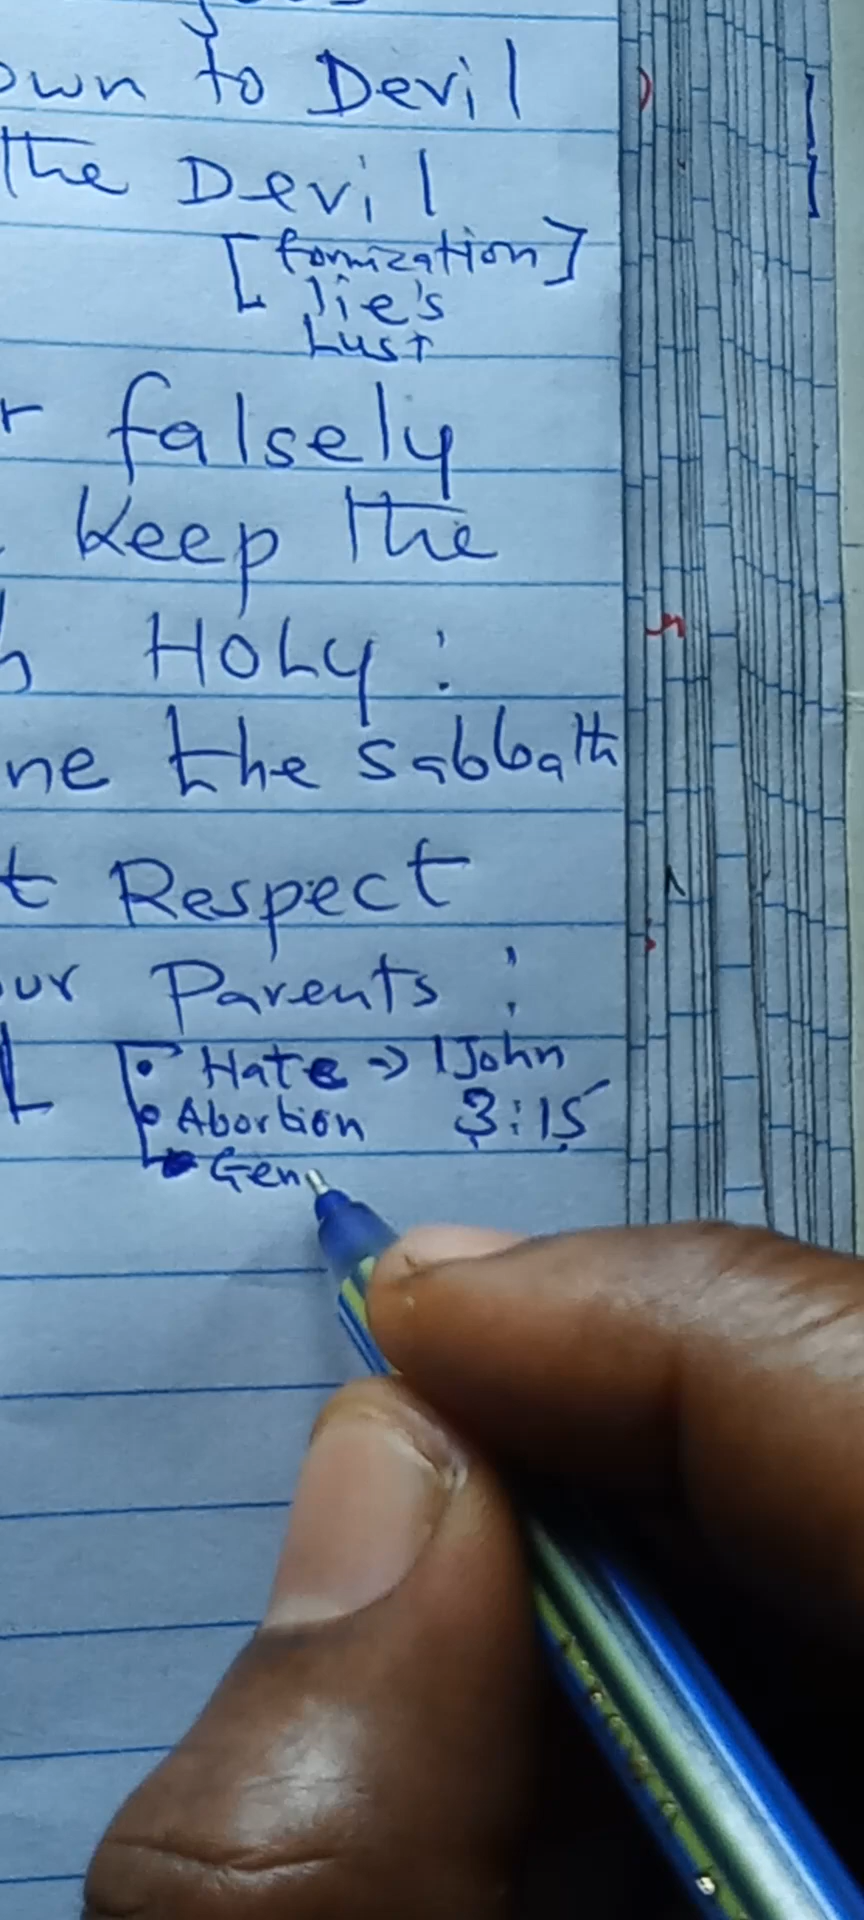 own to Devil
the Devil
[fornization]
lie's
Lust
r falsely
Keep the
h HOLY:
ne the Sabbath
t Respect
our Parents:
L • Hate → 1John
• Abortion 3:15
• Gen